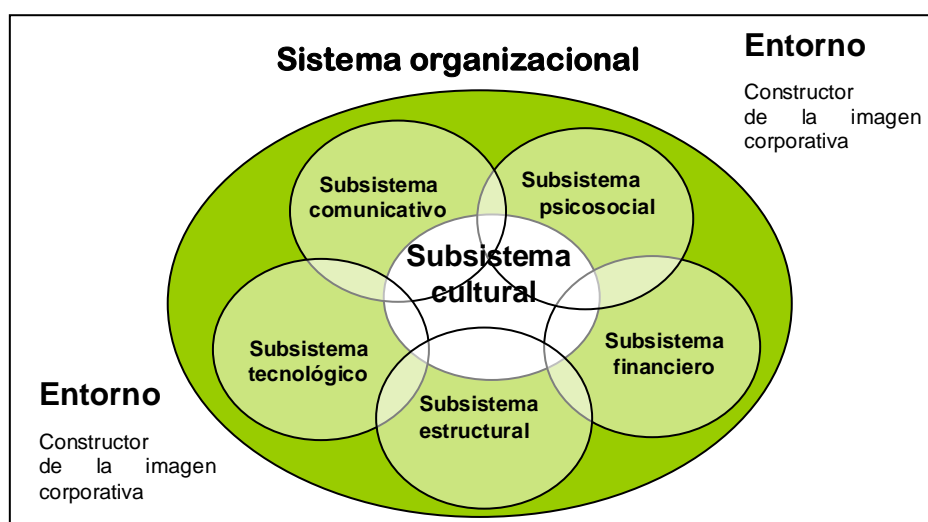 Entorno
Sistema organizacional
Constructor
de la imagen
corporativa
Subsistema
comunicativo
Subsistema
psicosocial
Subsistema
cultural
Subsistema
tecnológico
Subsistema
financiero
Subsistema
estructural
Entorno
Constructor
de la imagen
corporativa